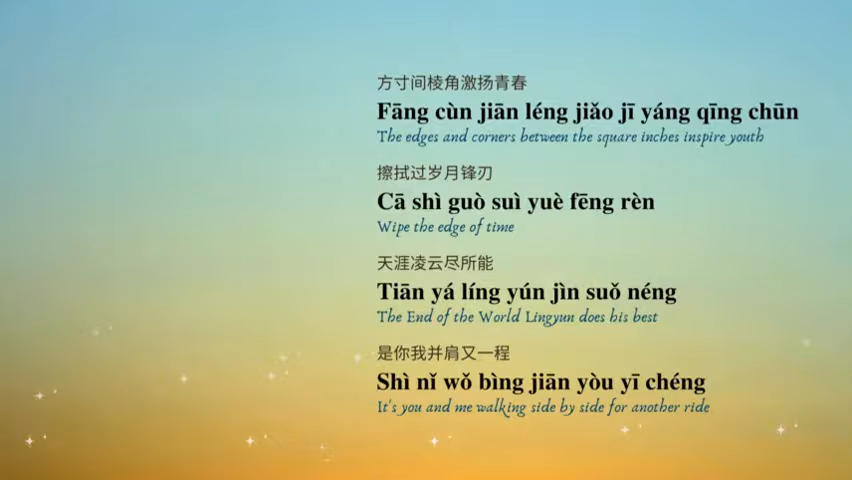 方寸间棱角激扬青春
Fāng cùn jiān léng jiǎo jī yáng qīng chūn
The edges and corners between the square inches inspire youth
擦拭过岁月锋刃
Cā shì guò suì yuè fēng rèn
Wipe the edge of time
天涯凌云尽所能
Tiān yá líng yún jìn suǒ néng
The End of the World Lingyun does his best
是你我并肩又一程
Shì nǐ wǒ bìng jiān yòu yī chéng
It's you and me walking side by side for another ride